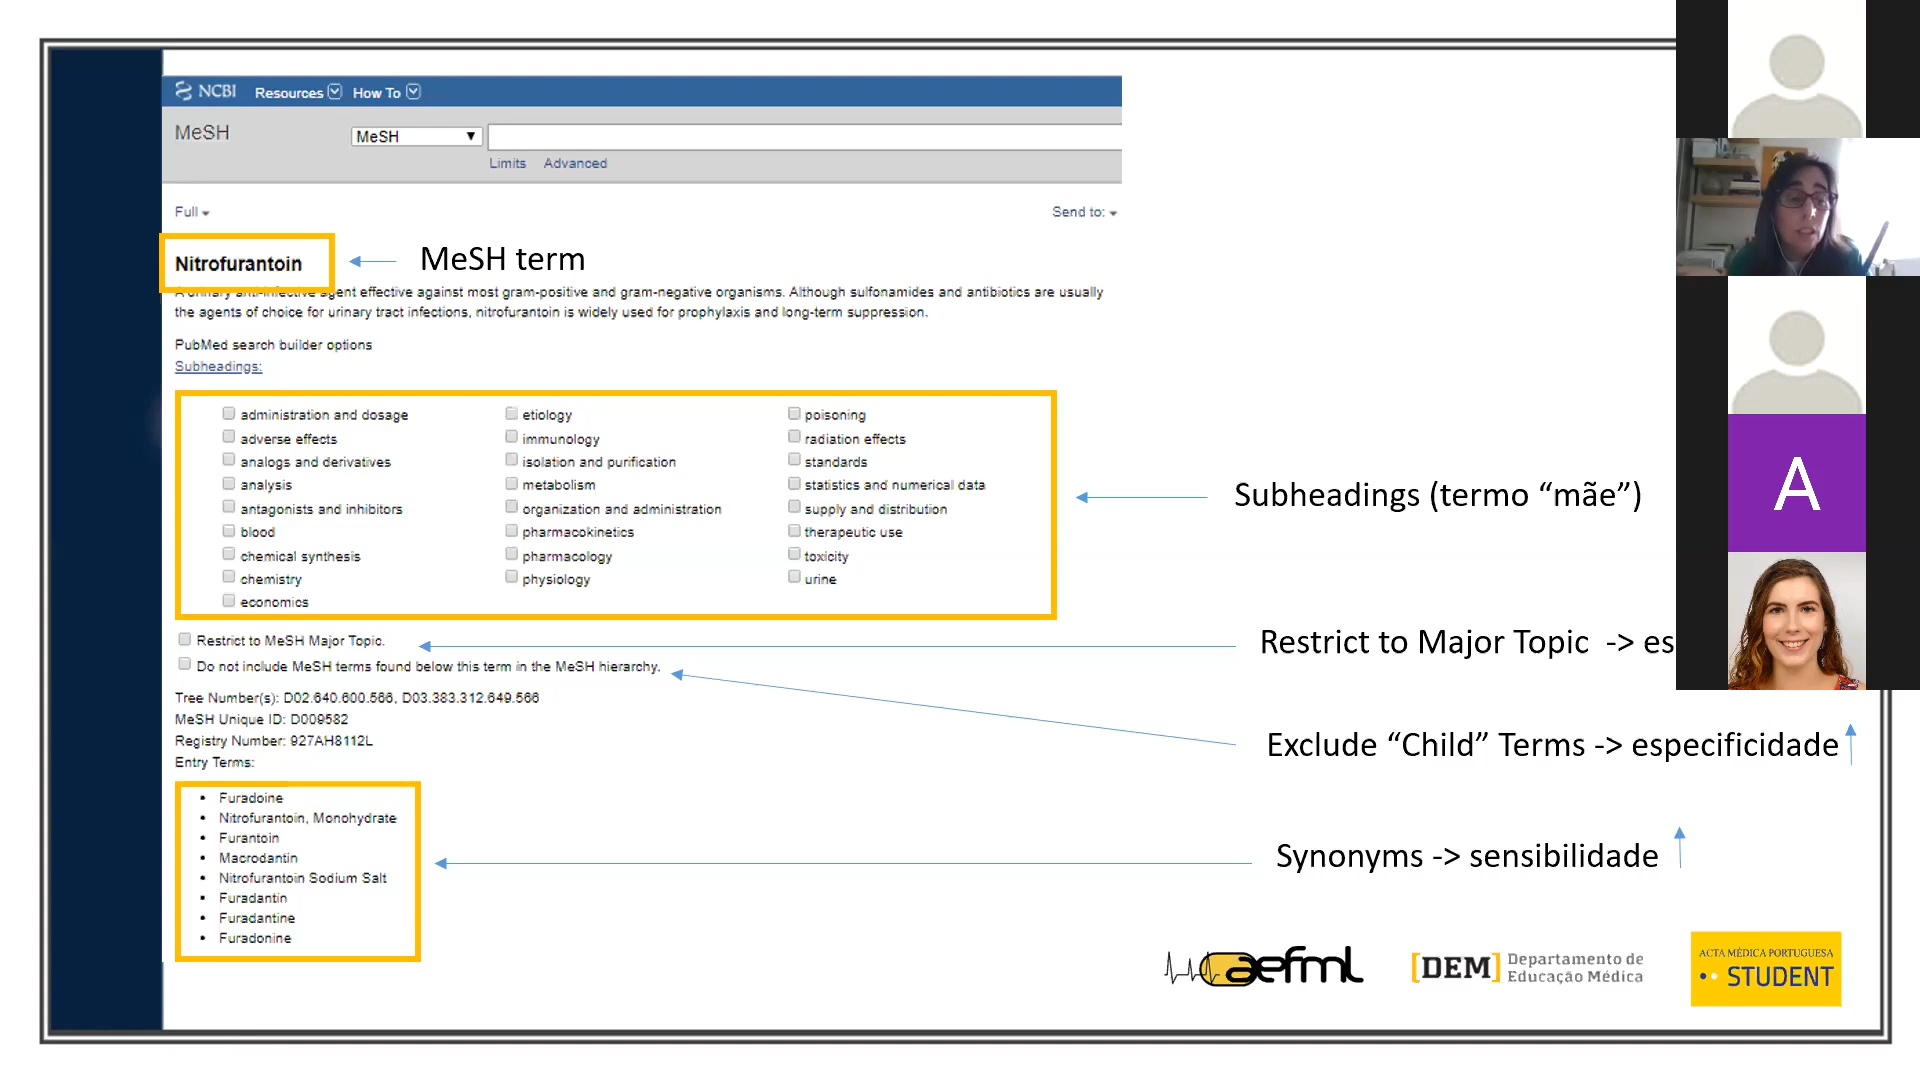 NCBI Resources How To
MeSH
MeSH
Limits Advanced
Full
Send to:
Nitrofurantoin
MeSH term
A urinary anti-infective agent effective against most gram-positive and gram-negative organisms. Although sulfonamides and antibiotics are usually
the agents of choice for urinary tract infections, nitrofurantoin is widely used for prophylaxis and long-term suppression.
PubMed search builder options
Subheadings:
administration and dosage
adverse effects
analogs and derivatives
analysis
antagonists and inhibitors
blood
chemical synthesis
chemistry
economics
etiology
immunology
isolation and purification
metabolism
organization and administration
pharmacokinetics
pharmacology
physiology
poisoning
radiation effects
standards
statistics and numerical data
supply and distribution
therapeutic use
toxicity
urine
Subheadings (termo “mãe”)
A
Restrict to MeSH Major Topic.
Restrict to Major Topic -> es
Do not include MeSH terms found below this term in the MeSH hierarchy.
Exclude “Child” Terms -> especificidade
Tree Number(s): D02.640.600.566, D03.383.312.649.566
MeSH Unique ID: D009582
Registry Number: 927AH8112L
Entry Terms:
Furadoine
Nitrofurantoin, Monohydrate
Furantoin
Macrodantin
Nitrofurantoin Sodium Salt
Furadantin
Furadantine
Furadonine
Synonyms -> sensibilidade
aefml
[DEM] Departamento de
Educação Médica
ACTA MÉDICA PORTUGUESA
STUDENT